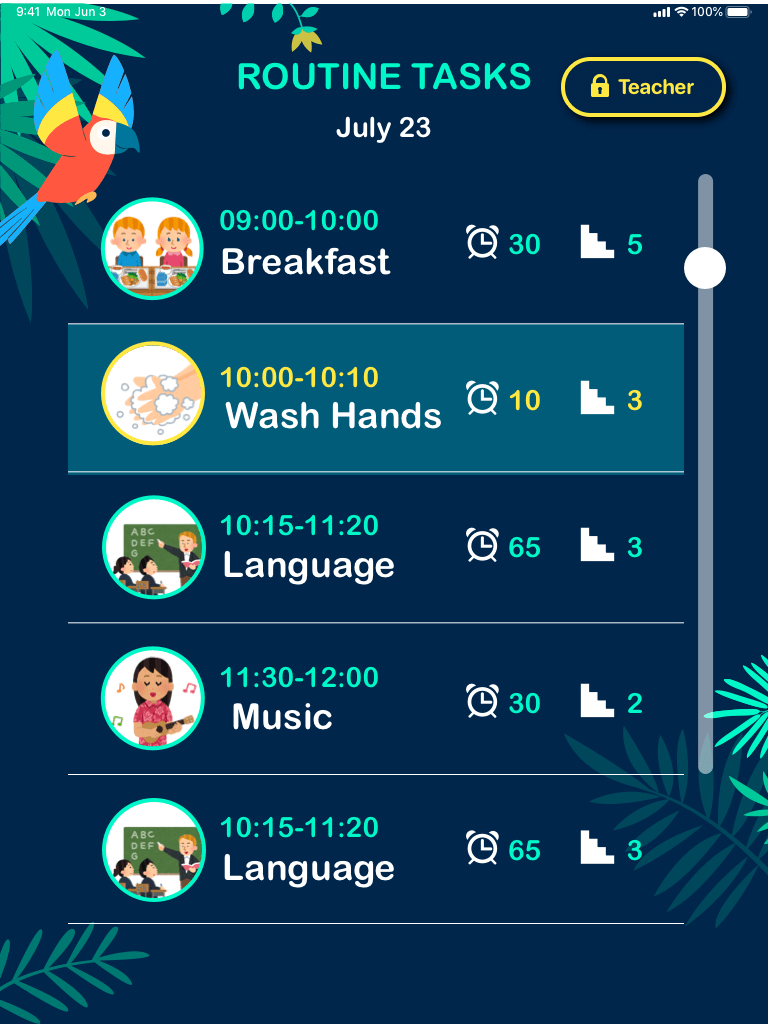 9:41 Mon Jun 3
100%
ROUTINE TASKS
Teacher
July 23
09:00-10:00
Breakfast
30
5
10:00-10:10
Wash Hands
10
3
ABC
DEF
G
10:15-11:20
Language
65
3
11:30-12:00
Music
30
2
ABC
DEF
G
10:15-11:20
Language
65
3